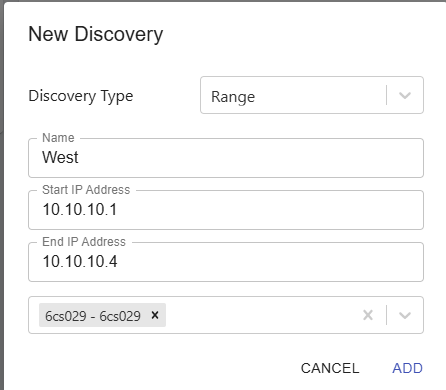 New Discovery
Discovery Type
Range
Name
West
Start IP Address
10.10.10.1
End IP Address
10.10.10.4
6cs029 - 6cs029 ×
CANCEL ADD